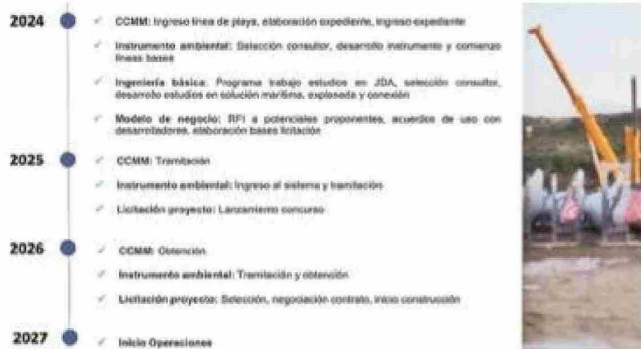 2024
✓ CCMM: Ingreso línea de playa, elaboración expediente, ingreso expediente
✓ Instrumento ambiental: Selección consultor, desarrollo instrumento y comienzo
líneas bases
✓ Ingeniería básica: Programa trabajo estudios en JDA, selección consultor,
desarrollo estudios en solución marítima, explanada y conexión
✓ Modelo de negocio: RFI a potenciales proponentes, acuerdos de uso con
desarrolladores, elaboración bases licitación
2025
✓ CCMM: Tramitación
✓ Instrumento ambiental: Ingreso al sistema y tramitación
✓ Licitación proyecto: Lanzamiento concurso
2026
✓ CCMM: Obtención
✓ Instrumento ambiental: Tramitación y obtención
✓ Licitación proyecto: Selección, negociación contrato, inicio construcción
2027
✓ Inicio Operaciones